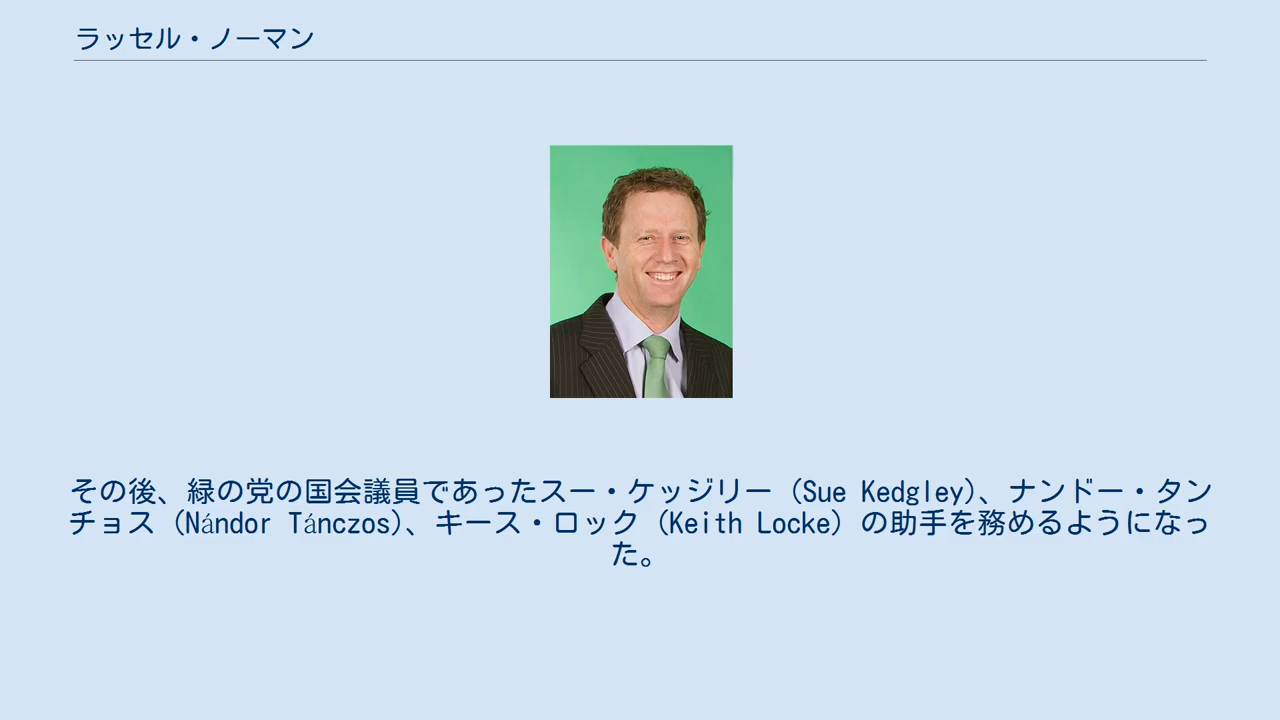 ラッセル・ノーマン
その後、緑の党の国会議員であったスー・ケッジリー（Sue Kedgley）、ナンドー・タン
チョス（Nándor Tánczos）、キース・ロック（Keith Locke）の助手を務めるようになっ
た。